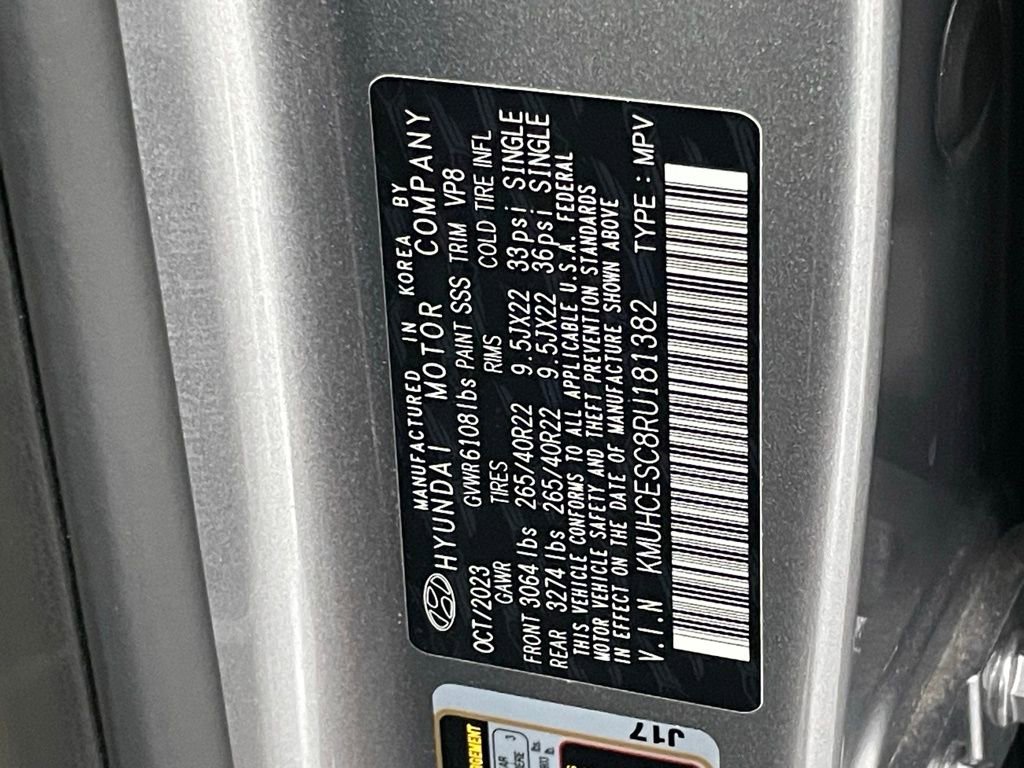 MANUFACTURED IN KOREA BY
HYUNDAI MOTOR COMPANY
OCT/2023 GVWR 6108lbs PAINT SSS TRIM VP8
GAWR TIRES RIMS COLD TIRE INFL
FRONT 3064lbs 265/40R22 9.5JX22 33psi SINGLE
REAR 3274lbs 265/40R22 9.5JX22 36psi SINGLE
THIS VEHICLE CONFORMS TO ALL APPLICABLE U.S.A. FEDERAL
MOTOR VEHICLE SAFETY AND THEFT PREVENTION STANDARDS
IN EFFECT ON THE DATE OF MANUFACTURE SHOWN ABOVE
V.I.N KMUHCESC8RU181382 TYPE : MPV
J17